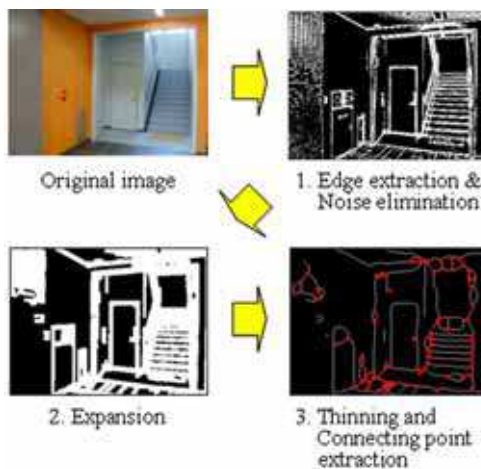 Original image
1. Edge extraction &
Noise elimination
2. Expansion
3. Thinning and
Connecting point
extraction